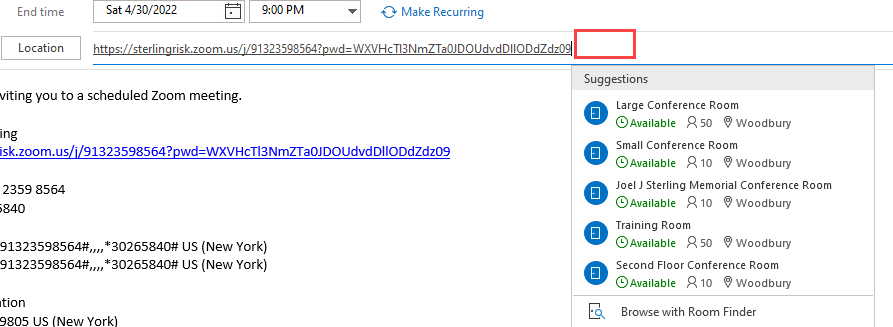 End time Sat 4/30/2022 9:00 PM Make Recurring
Location https://sterlingrisk.zoom.us/j/91323598564?pwd=WXVHcTl3NmZTa0JDOUdvdDllODdZdz09
Suggestions
viting you to a scheduled Zoom meeting.
Large Conference Room
Available 50 Woodbury
ing
Small Conference Room
isk.zoom.us/j/91323598564?pwd=WXVHcTl3NmZTa0JDOUdvdDllODdZdz09
Available 10 Woodbury
2359 8564
Joel J Sterling Memorial Conference Room
5840
Available 10 Woodbury
Training Room
91323598564#,,,,*30265840# US (New York)
Available 50 Woodbury
91323598564#,,,,*30265840# US (New York)
Second Floor Conference Room
Available 10 Woodbury
ation
9805 US (New York)
Browse with Room Finder